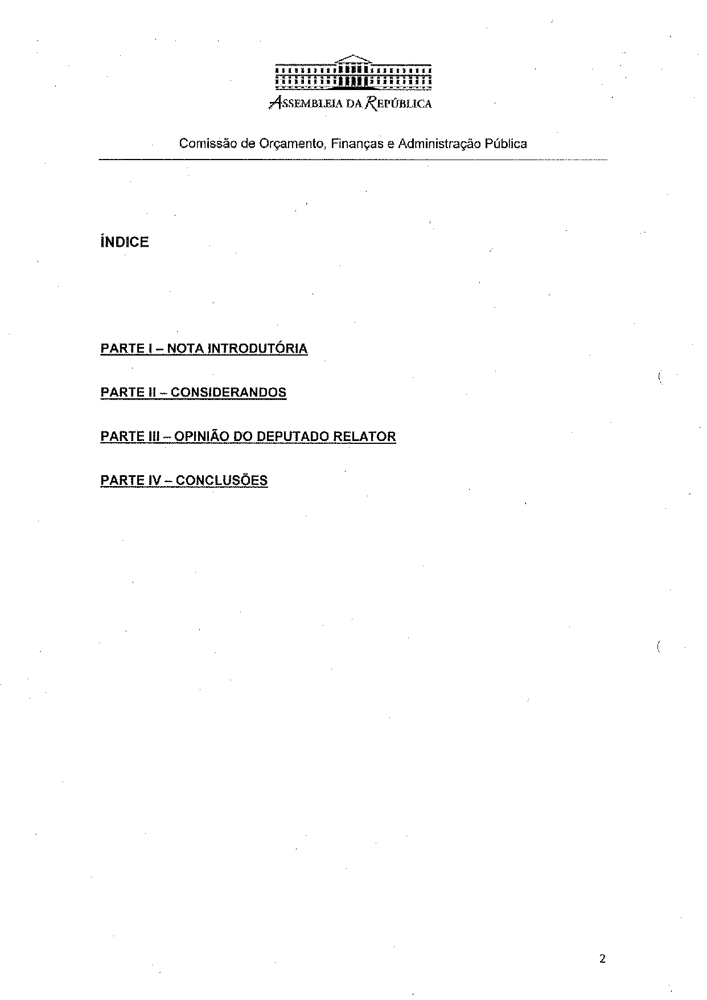 ASSEMBLEIA DA REPÚBLICA
Comissão de Orçamento, Finanças e Administração Pública
ÍNDICE
PARTE I – NOTA INTRODUTÓRIA
PARTE II – CONSIDERANDOS
PARTE III – OPINIÃO DO DEPUTADO RELATOR
PARTE IV – CONCLUSÕES
2